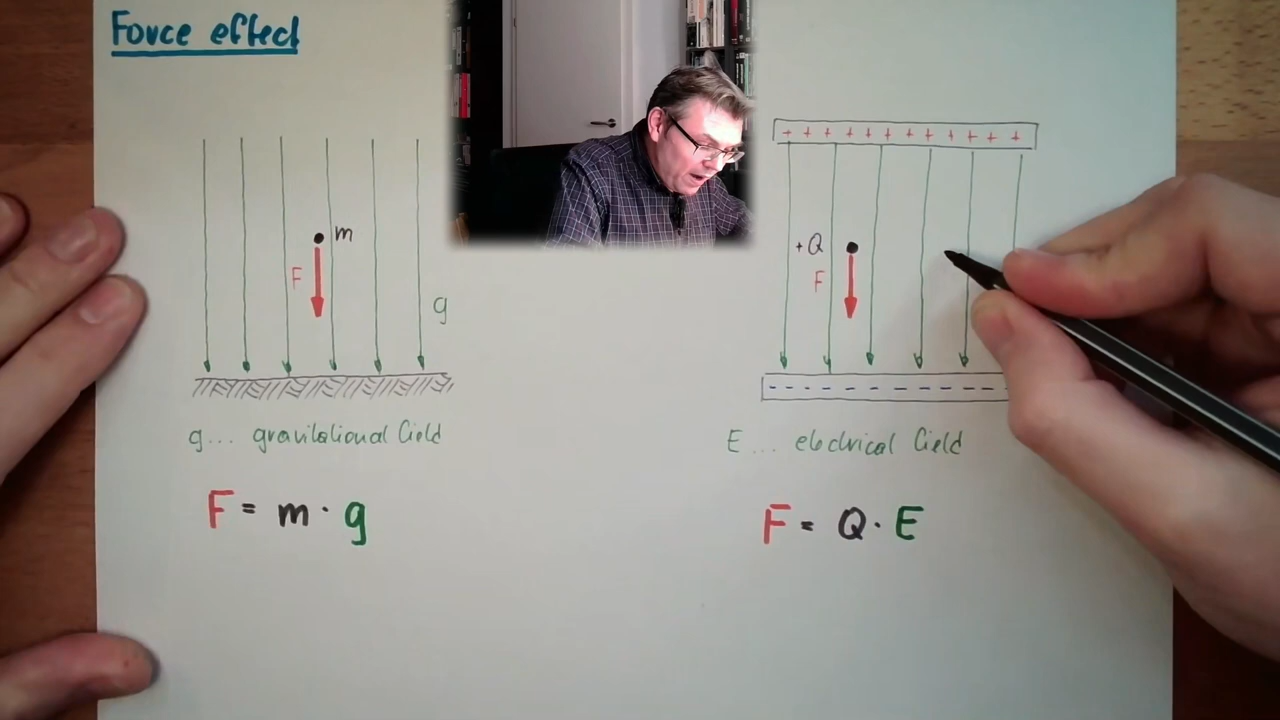 Force effect
+ + + + + + + + + + + +
m
F
g
+Q
F
- - - - - - - - - - - -
g... gravitational field
E... electrical field
F = m · g
F = Q · E